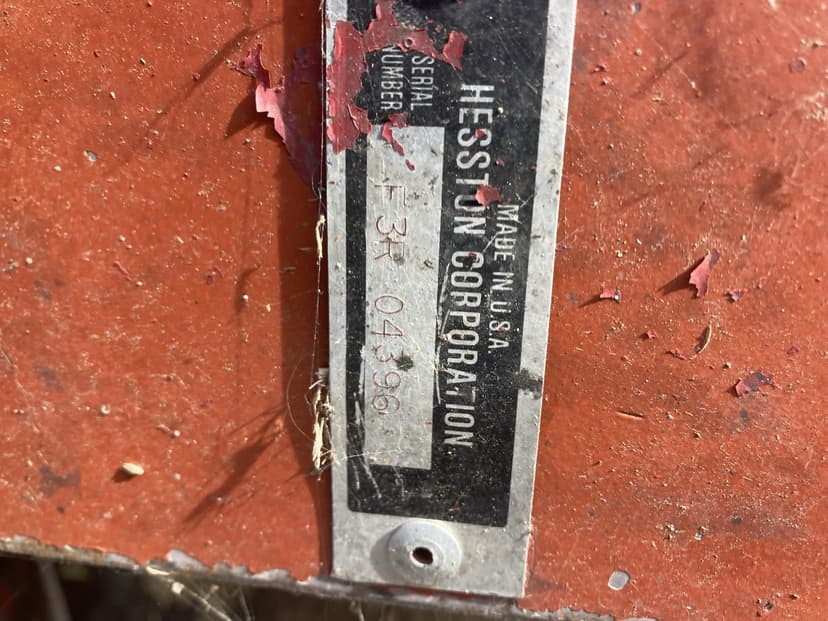 MADE IN U.S.A.
HESSTON CORPORATION
SERIAL
NUMBER
F3R 04396